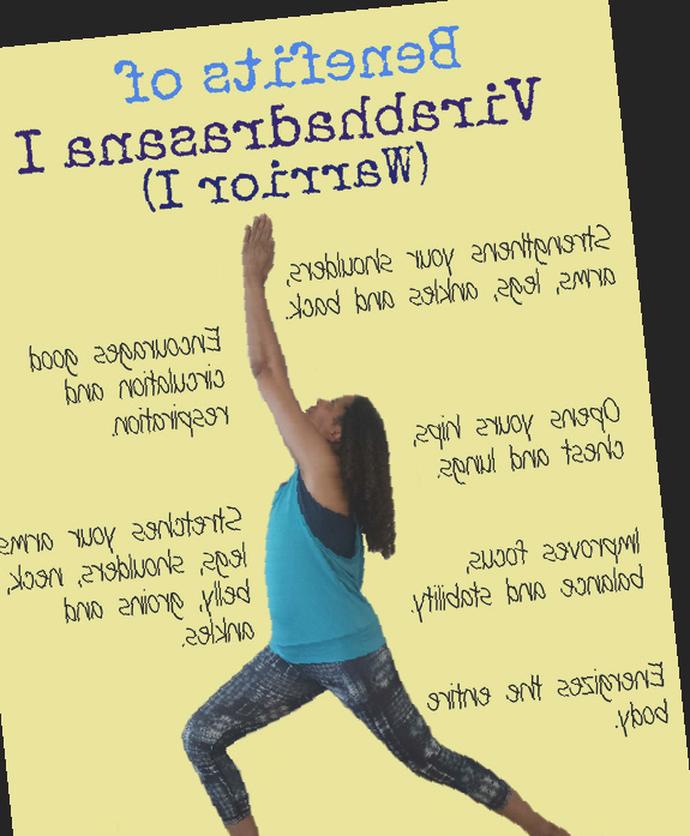 Benefits of
Virabhadrasana I
(Warrior I)
Strengthens your shoulders,
arms, legs, ankles and back.
Encourages good
circulation and
respiration.
Opens yours hips,
chest and lungs.
Stretches your arms
legs, shoulders, neck,
belly, groins and
ankles.
Improves focus,
balance and stability.
Energizes the entire
body.